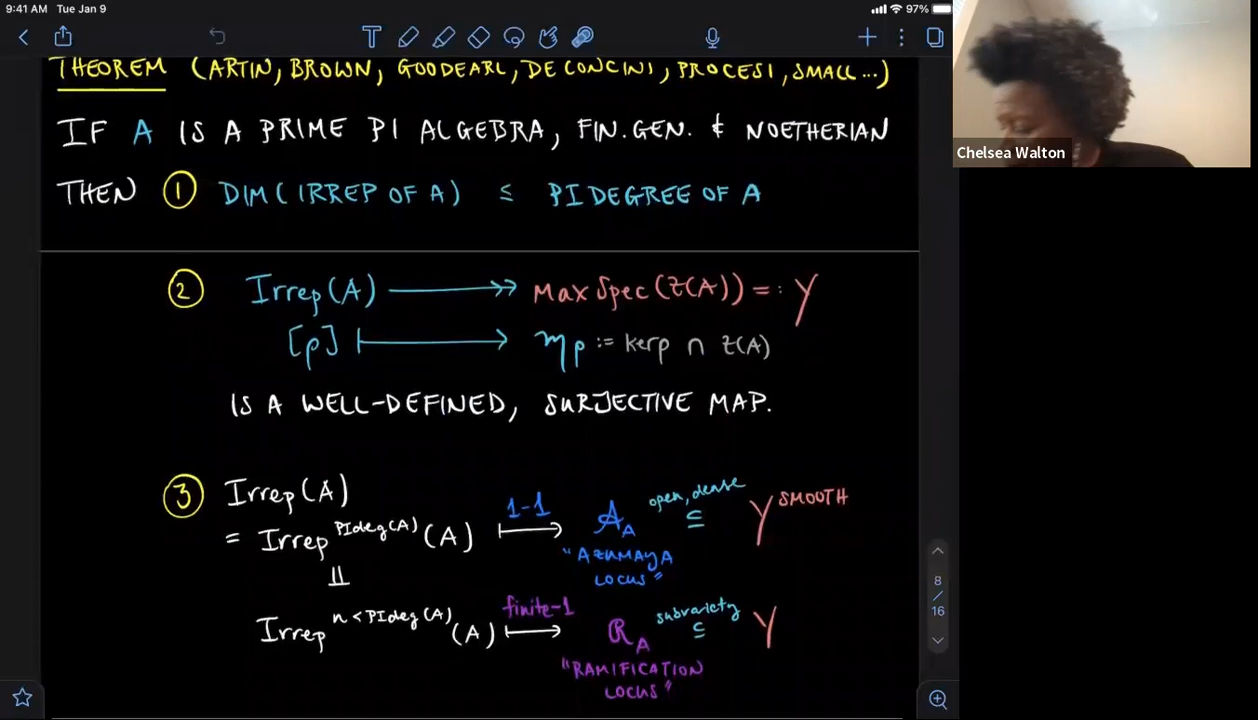 9:41 AM Tue Jan 9
97%
THEOREM (ARTIN, BROWN, GOODEARL, DE CONCINI, PROCESI, SMALL...)
IF A IS A PRIME PI ALGEBRA, FIN. GEN. & NOETHERIAN
THEN ① DIM(IRREP OF A) ≤ PI DEGREE OF A
② Irrep(A) ↠ MaxSpec(Z(A)) =: Y
[ρ] ↦ ηρ := kerρ ∩ Z(A)
IS A WELL-DEFINED, SURJECTIVE MAP.
③ Irrep(A)
= Irrep^PIdeg(A) (A) 1-1 ↦ 𝒜_A open, dense ⊆ Y^SMOOTH
"AZUMAYA
LOCUS"
⊔
Irrep^n<PIdeg(A) (A) finite-1 ↦ ℛ_A subvariety ⊆ Y
"RAMIFICATION
LOCUS"
8
/
16
Chelsea Walton